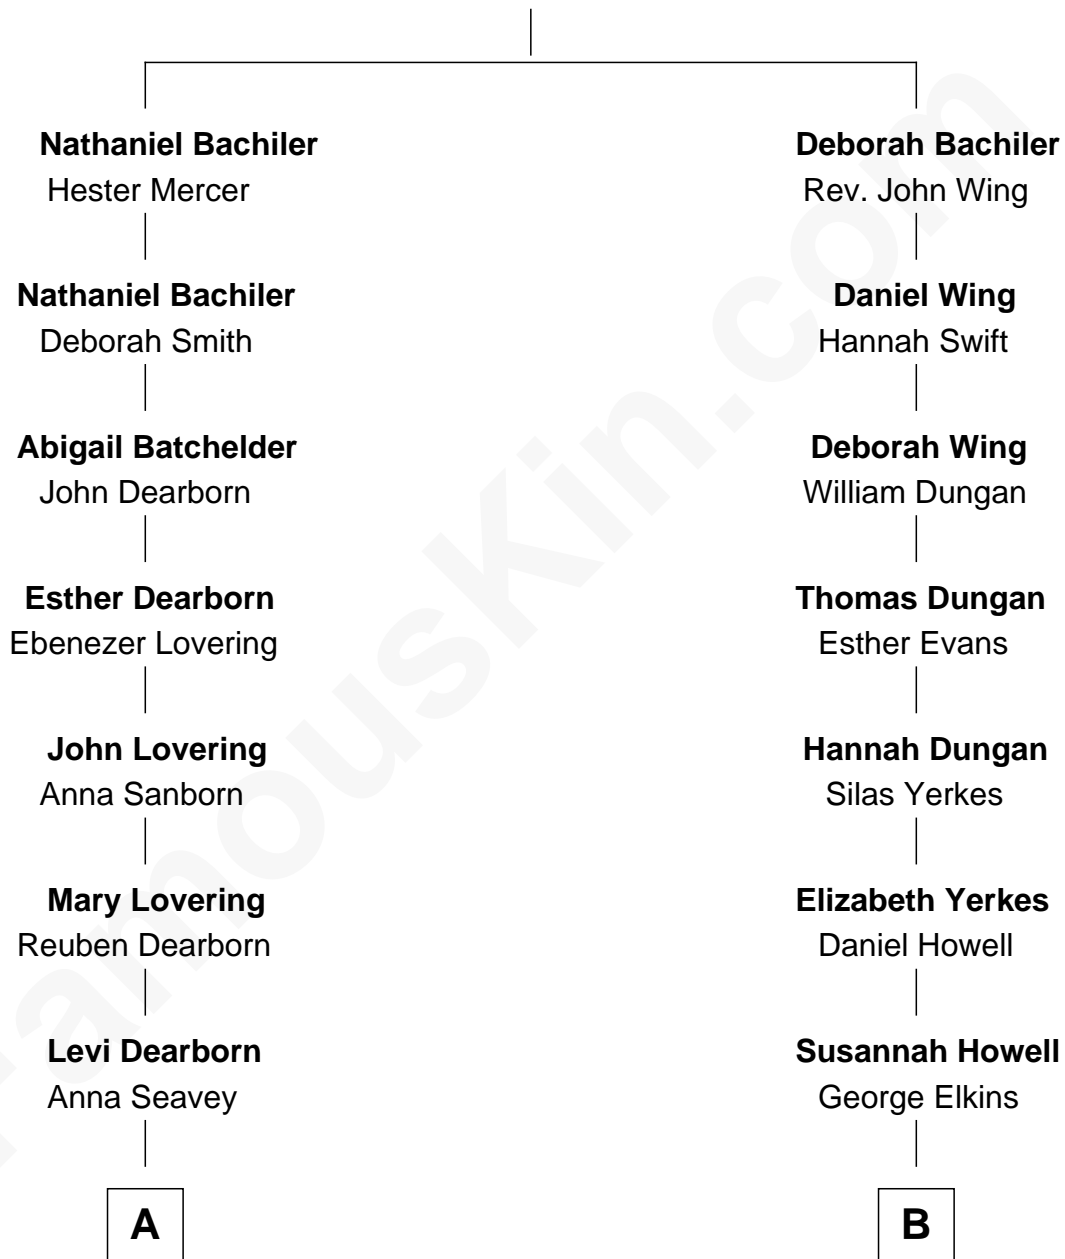 Nathaniel Bachiler
Hester Mercer
Nathaniel Bachiler
Deborah Smith
Abigail Batchelder
John Dearborn
Esther Dearborn
Ebenezer Lovering
John Lovering
Anna Sanborn
Mary Lovering
Reuben Dearborn
Levi Dearborn
Anna Seavey
A
Deborah Bachiler
Rev. John Wing
Daniel Wing
Hannah Swift
Deborah Wing
William Dungan
Thomas Dungan
Esther Evans
Hannah Dungan
Silas Yerkes
Elizabeth Yerkes
Daniel Howell
Susannah Howell
George Elkins
B
FamousKin.com